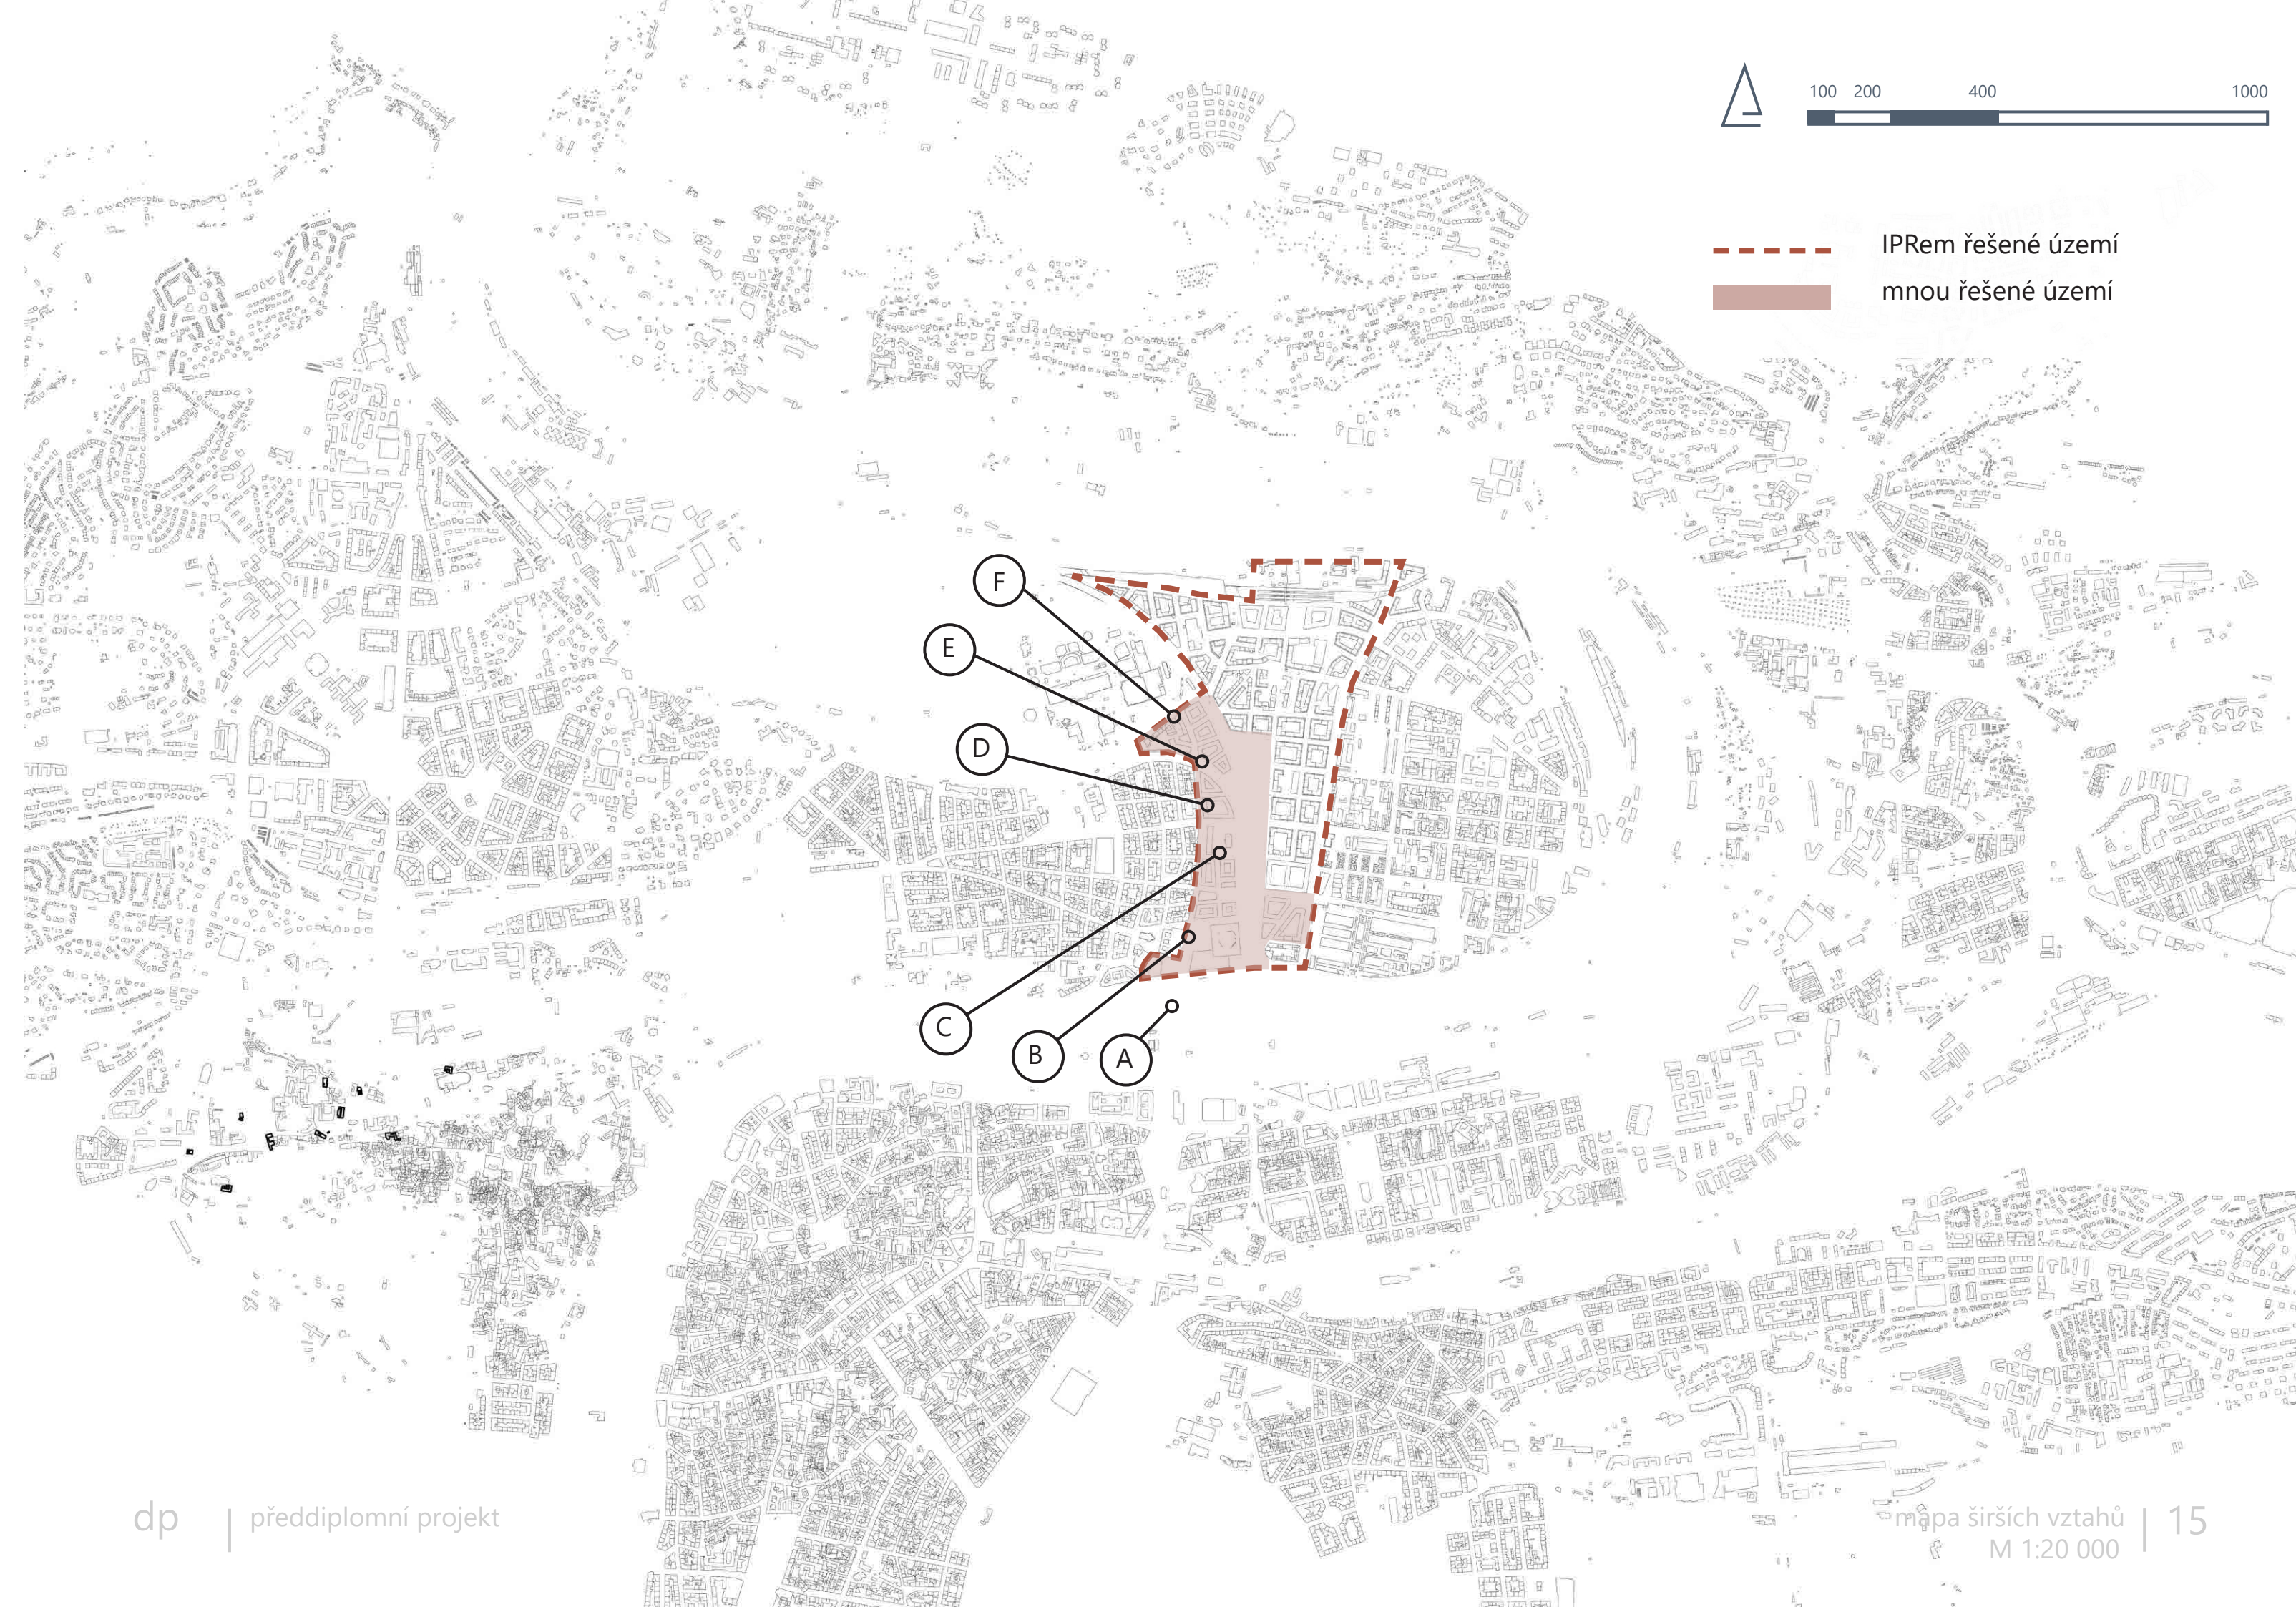 100 200 400 1000
IPRem řešené území
mnou řešené území
F
E
D
C
B
A
dp | předdiplomní projekt
mapa širších vztahů | 15
M 1:20 000